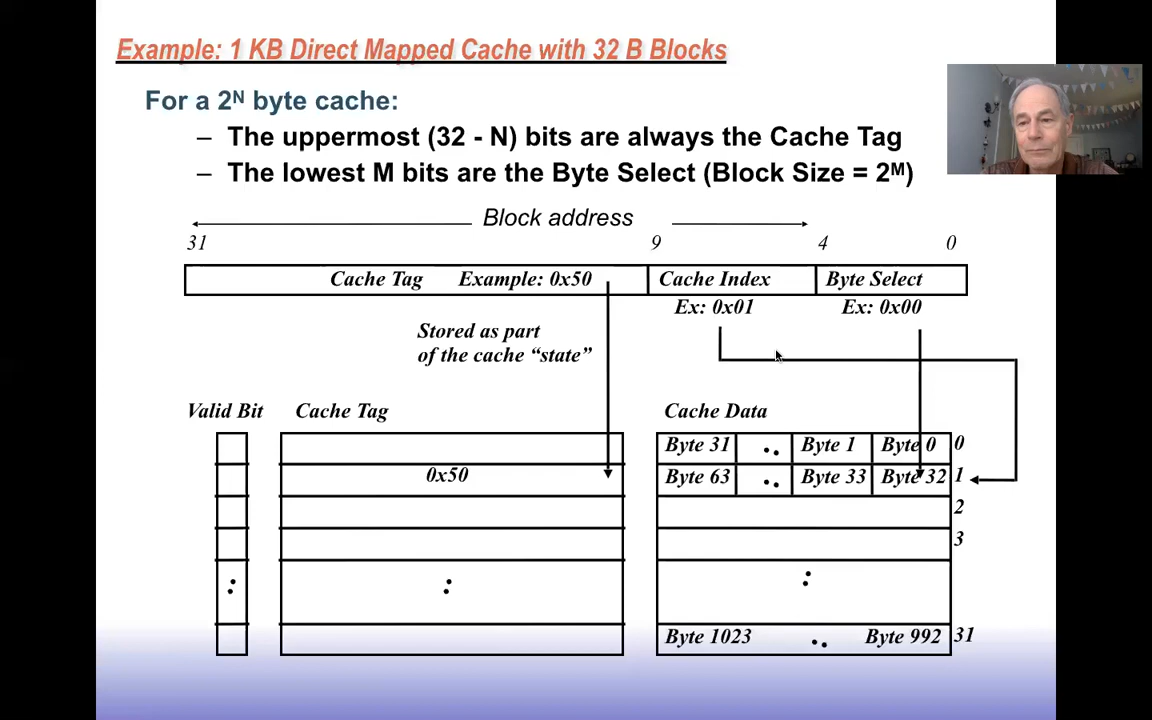 Example: 1 KB Direct Mapped Cache with 32 B Blocks
For a 2ᴺ byte cache:
– The uppermost (32 - N) bits are always the Cache Tag
– The lowest M bits are the Byte Select (Block Size = 2ᴹ)
Block address
31 9 4 0
Cache Tag Example: 0x50 Cache Index Byte Select
Ex: 0x01 Ex: 0x00
Stored as part
of the cache “state”
Valid Bit Cache Tag Cache Data
Byte 31 .. Byte 1 Byte 0 0
0x50 Byte 63 .. Byte 33 Byte 32 1
2
3
: : :
Byte 1023 .. Byte 992 31